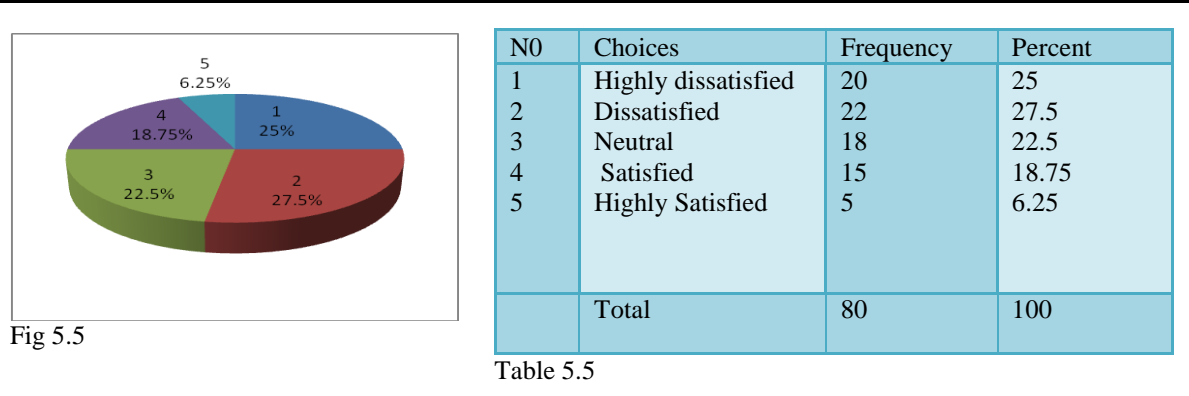 5
6.25%
4
18.75%
1
25%
3
22.5%
2
27.5%
Fig 5.5
N0 Choices Frequency Percent
1 Highly dissatisfied 20 25
2 Dissatisfied 22 27.5
3 Neutral 18 22.5
4 Satisfied 15 18.75
5 Highly Satisfied 5 6.25
Total 80 100
Table 5.5